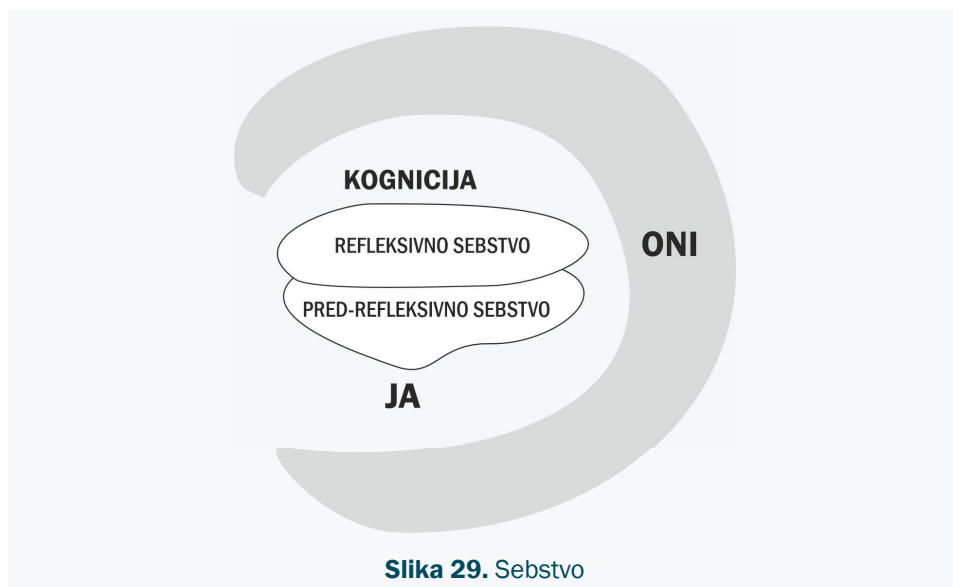 KOGNICIJA
REFLEKSIVNO SEBSTVO
ONI
PRED-REFLEKSIVNO SEBSTVO
JA
Slika 29. Sebstvo